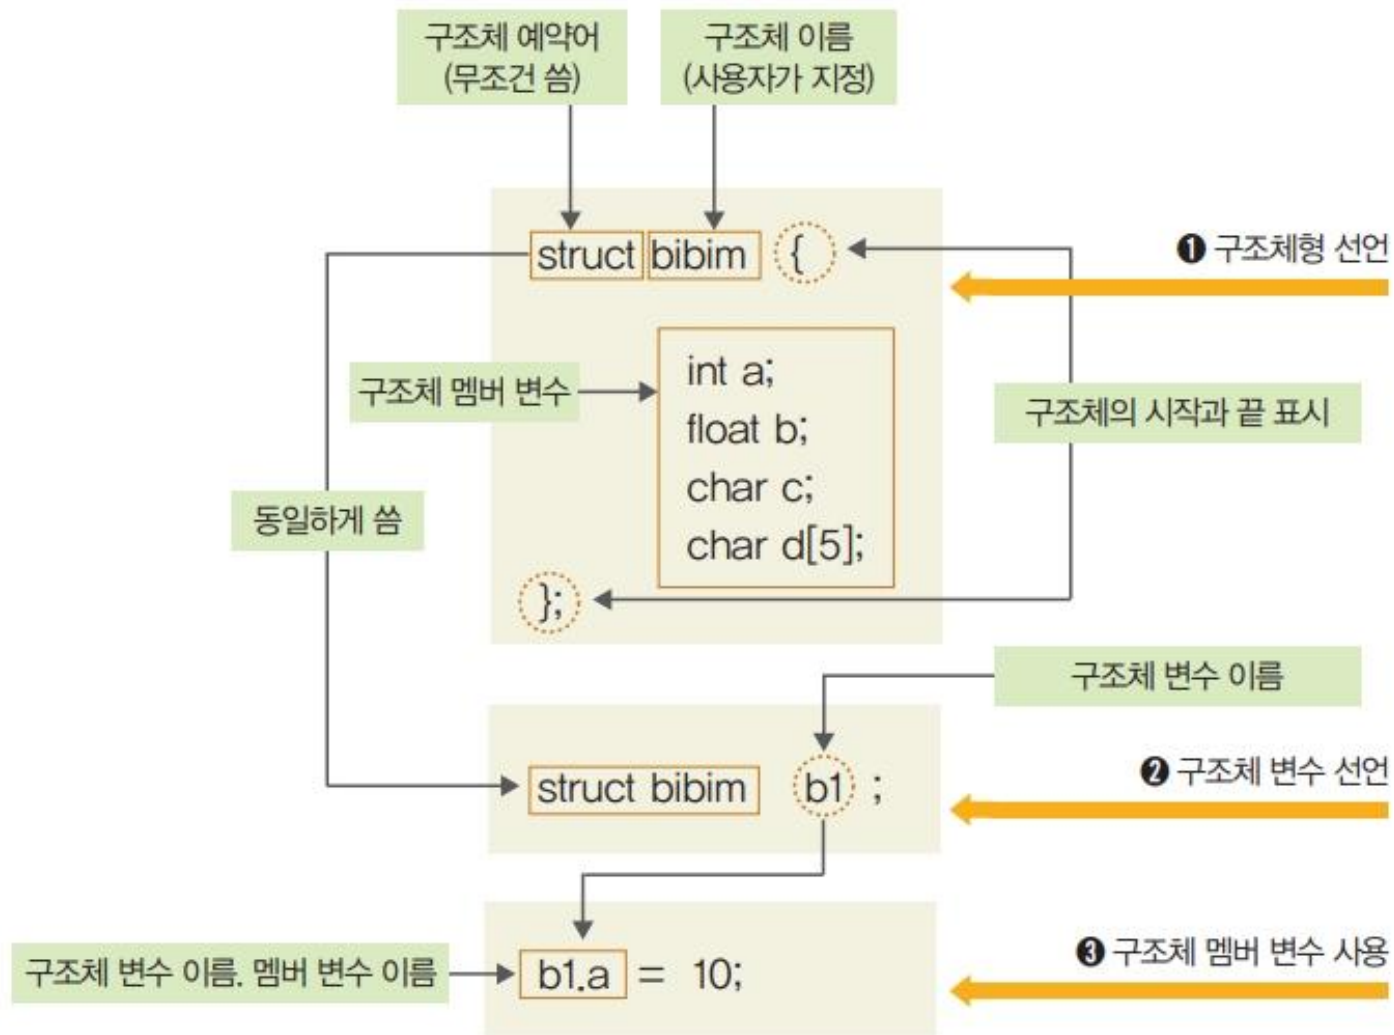 구조체 예약어
(무조건 씀)
구조체 이름
(사용자가 지정)
struct bibim {
❶ 구조체형 선언
구조체 멤버 변수
int a;
float b;
char c;
char d[5];
구조체의 시작과 끝 표시
동일하게 씀
};
구조체 변수 이름
struct bibim b1 ;
❷ 구조체 변수 선언
구조체 변수 이름. 멤버 변수 이름
b1.a = 10;
❸ 구조체 멤버 변수 사용